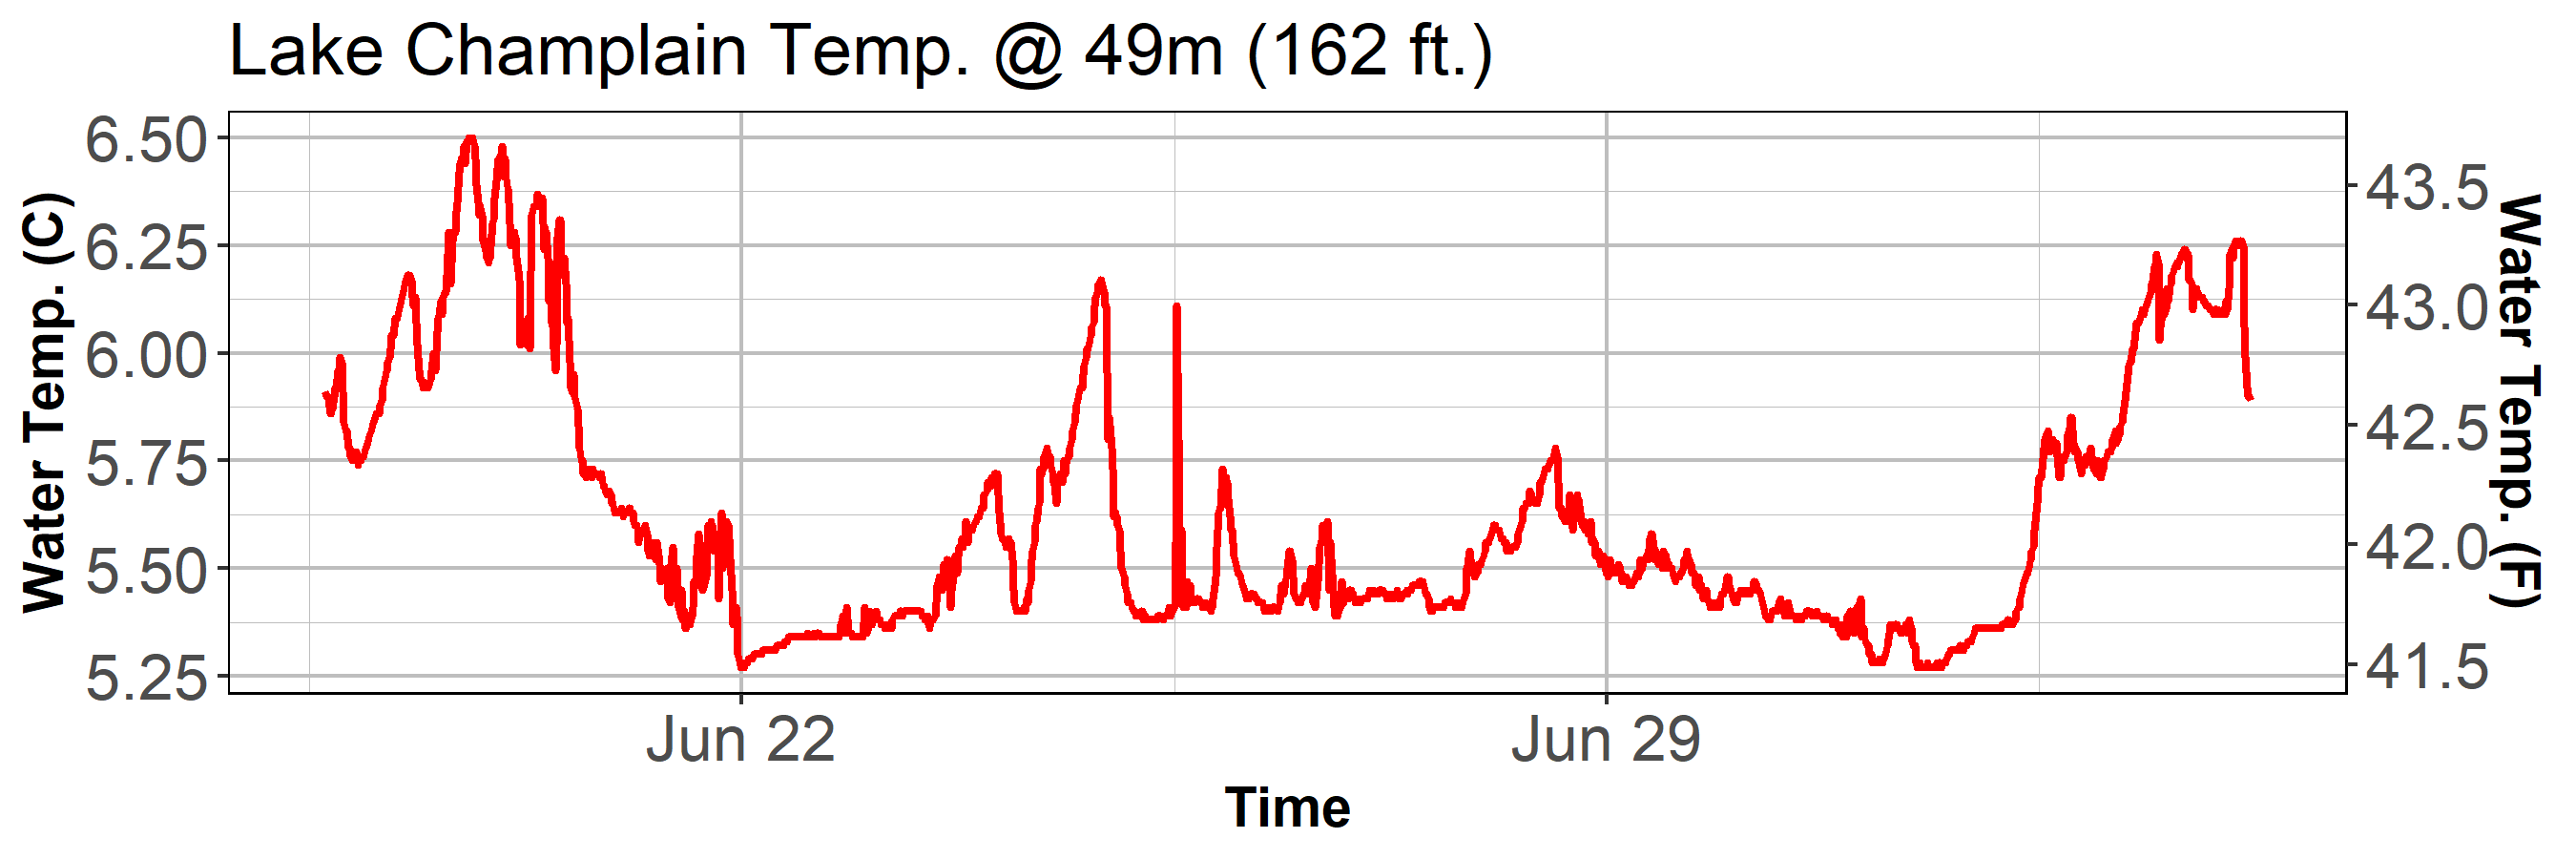 Lake Champlain Temp. @ 49m (162 ft.)
Water Temp. (C)
6.50
6.25
6.00
5.75
5.50
5.25
43.5
43.0
42.5
42.0
41.5
Water Temp. (F)
Jun 22
Jun 29
Time